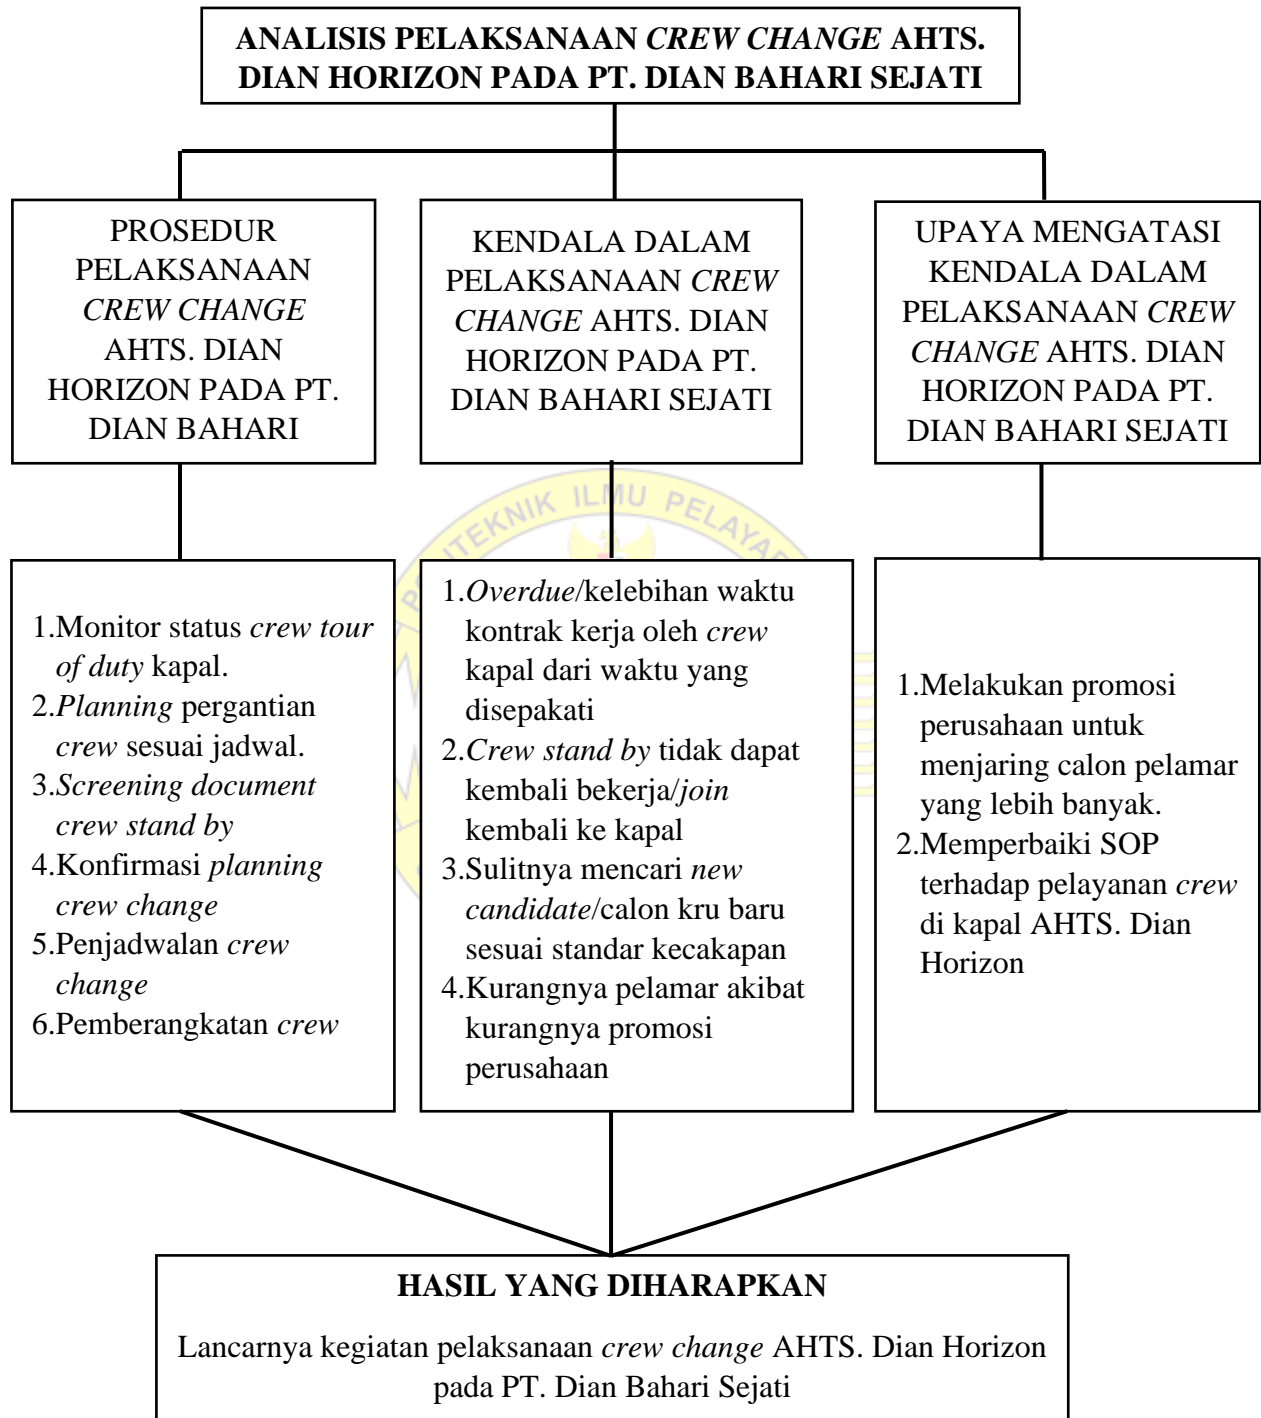 ANALISIS PELAKSANAAN CREW CHANGE AHTS.
DIAN HORIZON PADA PT. DIAN BAHARI SEJATI
PROSEDUR
PELAKSANAAN
CREW CHANGE
AHTS. DIAN
HORIZON PADA PT.
DIAN BAHARI
KENDALA DALAM
PELAKSANAAN CREW
CHANGE AHTS. DIAN
HORIZON PADA PT.
DIAN BAHARI SEJATI
UPAYA MENGATASI
KENDALA DALAM
PELAKSANAAN CREW
CHANGE AHTS. DIAN
HORIZON PADA PT.
DIAN BAHARI SEJATI
ILMU
1.Monitor status crew tour
of duty kapal.
2.Planning pergantian
crew sesuai jadwal.
3.Screening document
crew stand by
4.Konfirmasi planning
crew change
5.Penjadwalan crew
change
6.Pemberangkatan crew
1.Overdue/kelebihan waktu
kontrak kerja oleh crew
kapal dari waktu yang
disepakati
2.Crew stand by tidak dapat
kembali bekerja/join
kembali ke kapal
3.Sulitnya mencari new
candidate/calon kru baru
sesuai standar kecakapan
4.Kurangnya pelamar akibat
kurangnya promosi
perusahaan
1.Melakukan promosi
perusahaan untuk
menjaring calon pelamar
yang lebih banyak.
2.Memperbaiki SOP
terhadap pelayanan crew
di kapal AHTS. Dian
Horizon
HASIL YANG DIHARAPKAN
Lancarnya kegiatan pelaksanaan crew change AHTS. Dian Horizon
pada PT. Dian Bahari Sejati